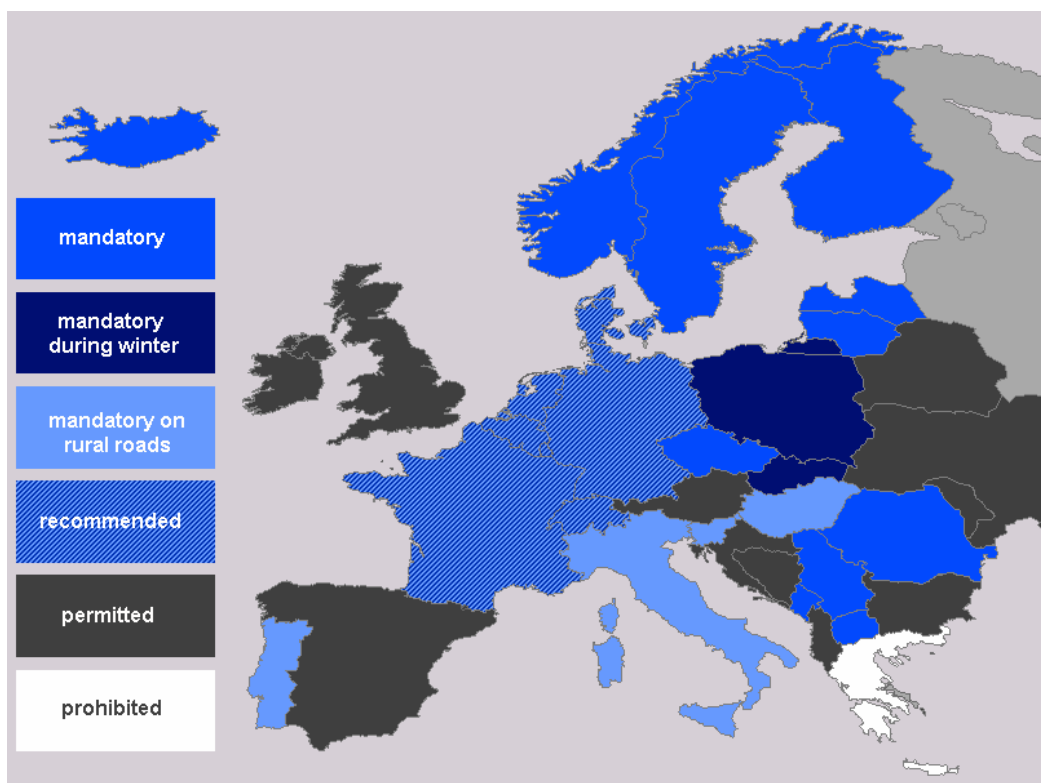 mandatory
mandatory
during winter
mandatory on
rural roads
recommended
permitted
prohibited